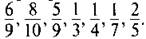 6/9, 8/10, 5/9, 1/3, 1/4, 1/7, 2/5.